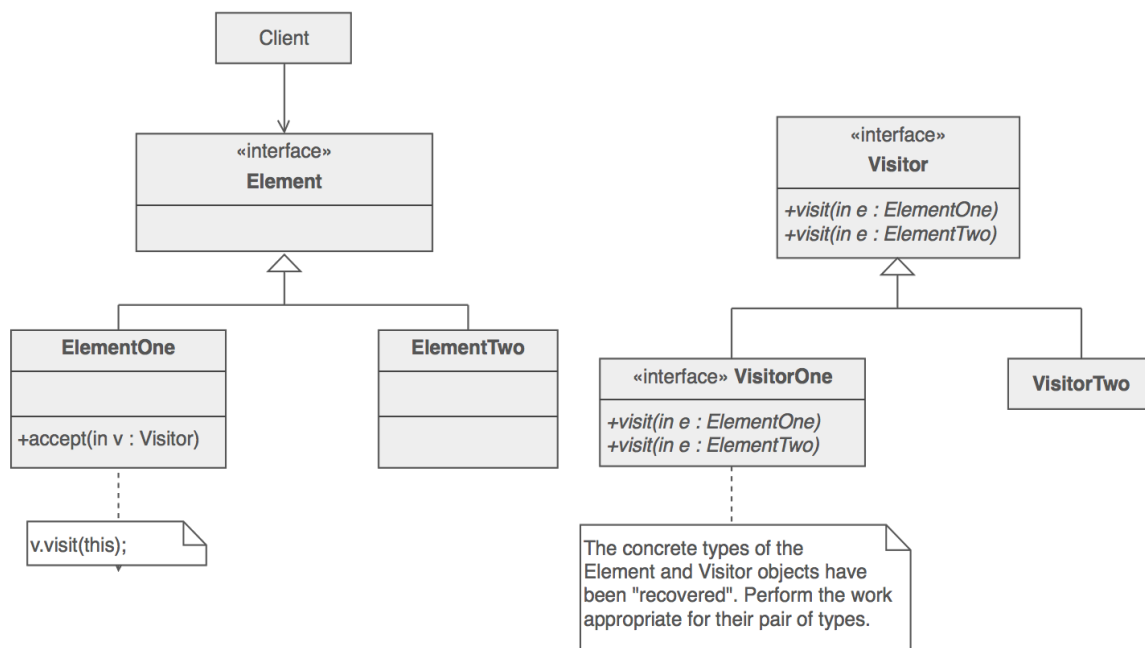 Client
«interface»
Element
ElementOne
+accept(in v : Visitor)
v.visit(this);
ElementTwo
«interface»
Visitor
+visit(in e : ElementOne)
+visit(in e : ElementTwo)
«interface» VisitorOne
+visit(in e : ElementOne)
+visit(in e : ElementTwo)
The concrete types of the
Element and Visitor objects have
been "recovered". Perform the work
appropriate for their pair of types.
VisitorTwo